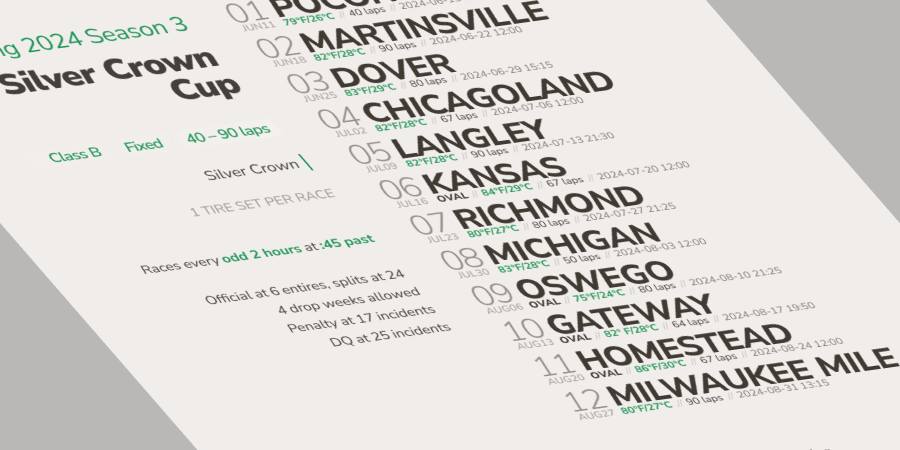 ng 2024 Season 3
Silver Crown
Cup
Class B Fixed 40–90 laps
Silver Crown
1 TIRE SET PER RACE
Races every odd 2 hours at :45 past
Official at 6 entires, splits at 24
4 drop weeks allowed
Penalty at 17 incidents
DQ at 25 incidents
01
JUN11 79°F/26°C // 40 laps //
02 MARTINSVILLE
JUN18 82°F/28°C // 90 laps // 2024-06-22 12:00
03 DOVER
JUN25 83°F/29°C // 80 laps // 2024-06-29 15:15
04 CHICAGOLAND
JUL02 82°F/28°C // 67 laps // 2024-07-06 12:00
05 LANGLEY
JUL09 82°F/28°C // 90 laps // 2024-07-13 21:30
06 KANSAS
JUL16 OVAL // 84°F/29°C // 67 laps // 2024-07-20 12:00
07 RICHMOND
JUL23 80°F/27°C // 80 laps // 2024-07-27 21:25
08 MICHIGAN
JUL30 83°F/28°C // 50 laps // 2024-08-03 12:00
09 OSWEGO
AUG06 OVAL // 75°F/24°C // 80 laps // 2024-08-10 21:25
10 GATEWAY
AUG13 OVAL // 82° F/28°C // 64 laps // 2024-08-17 19:50
11 HOMESTEAD
AUG20 OVAL // 86°F/30°C // 67 laps // 2024-08-24 12:00
12 MILWAUKEE MILE
AUG27 80°F/27°C // 90 laps // 2024-08-31 13:15